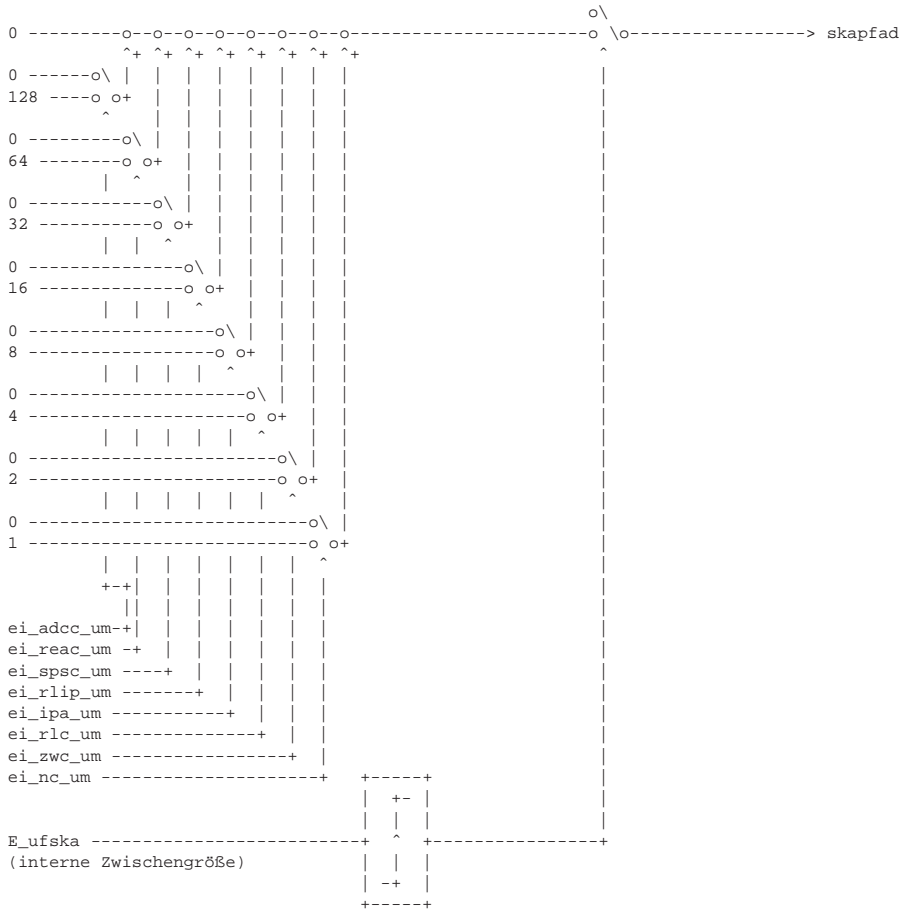 0 skapfad
0
128
0
64
0
32
0
16
0
8
0
4
0
2
0
1
ei_adcc_um
ei_reac_um
ei_spsc_um
ei_rlip_um
ei_ipa_um
ei_rlc_um
ei_zwc_um
ei_nc_um
E_ufska
(interne Zwischengröße)